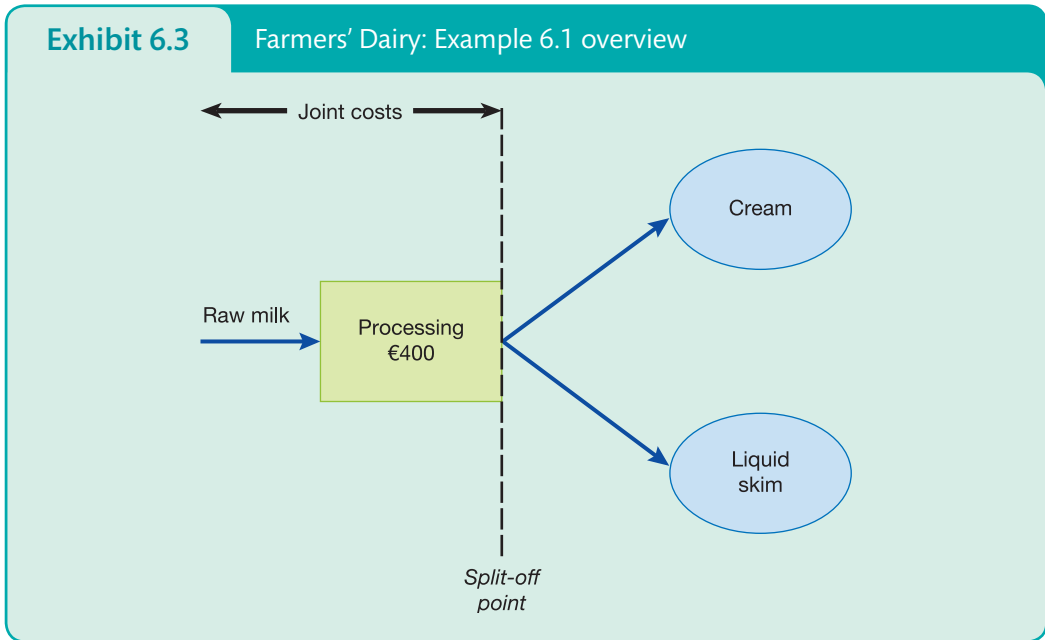 Exhibit 6.3
Farmers’ Dairy: Example 6.1 overview
Joint costs
Cream
Raw milk
Processing
€400
Liquid
skim
Split-off
point